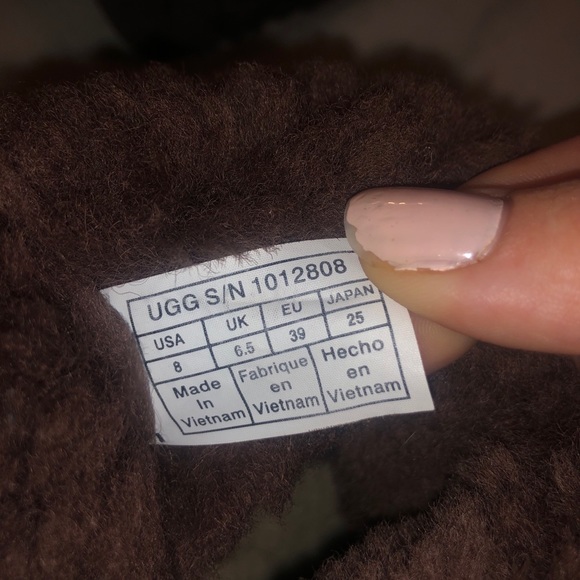 UGG S/N 1012808
USA UK EU JAPAN
8 6.5 39 25
Made In Vietnam
Fabrique en Vietnam
Hecho en Vietnam